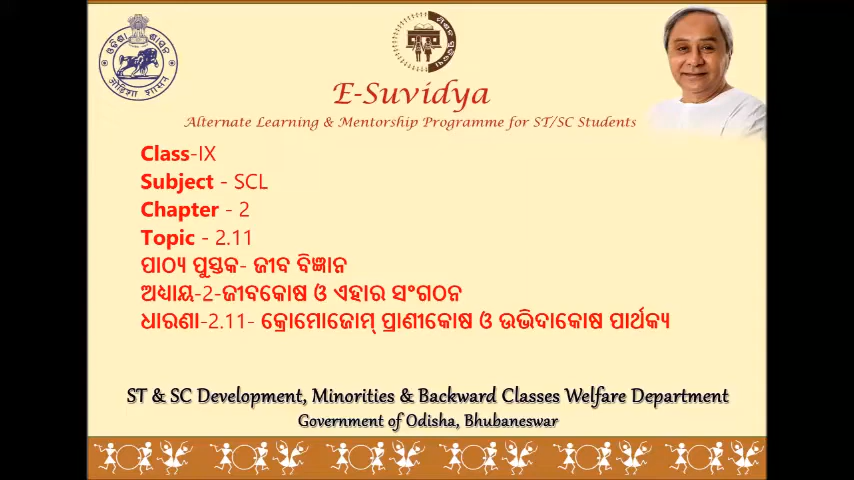 E-Suvidya
Alternate Learning & Mentorship Programme for ST/SC Students
Class-IX
Subject - SCL
Chapter - 2
Topic - 2.11
ପାଠ୍ୟ ପୁସ୍ତକ- ଜୀବ ବିଜ୍ଞାନ
ଅଧ୍ୟାୟ-2-ଜୀବକୋଷ ଓ ଏହାର ସଂଗଠନ
ଧାରଣା-2.11- କ୍ରୋମୋଜୋମ୍ ପ୍ରାଣୀକୋଷ ଓ ଉଦ୍ଭିଦାକୋଷ ପାର୍ଥକ୍ୟ
ST & SC Development, Minorities & Backward Classes Welfare Department
Government of Odisha, Bhubaneswar